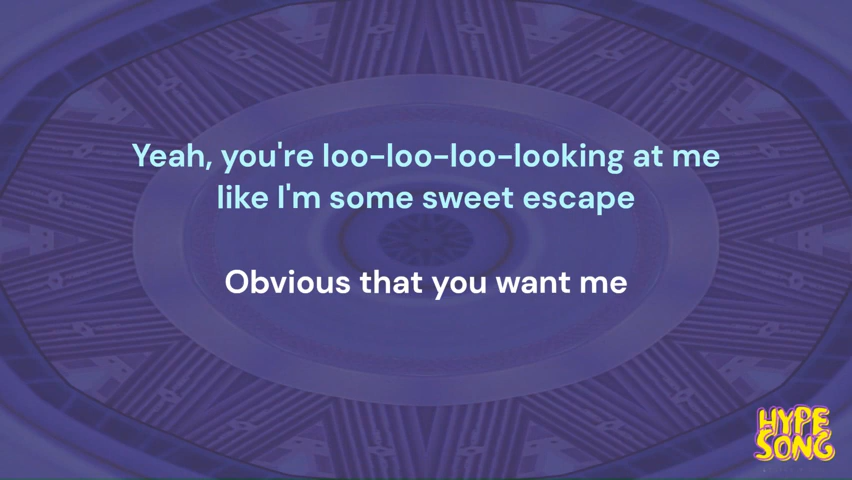 Yeah, you're loo-loo-loo-looking at me
like I'm some sweet escape
Obvious that you want me
HYPE
SONG